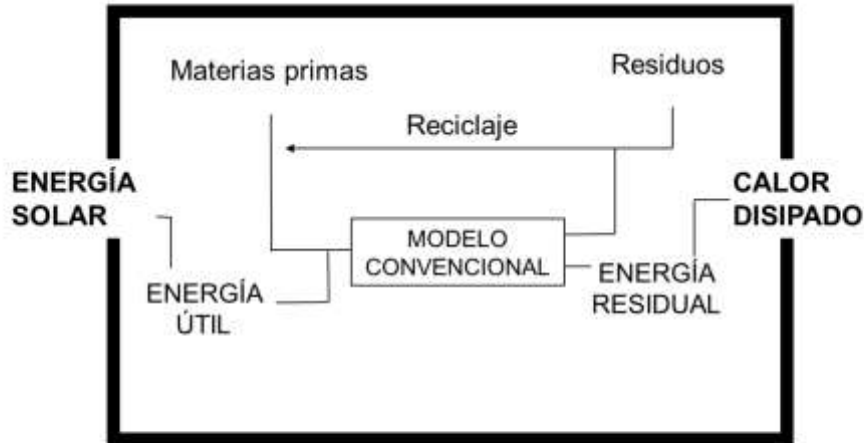 Materias primas
Residuos
Reciclaje
ENERGÍA
SOLAR
CALOR
DISIPADO
MODELO
CONVENCIONAL
ENERGÍA
ÚTIL
ENERGÍA
RESIDUAL